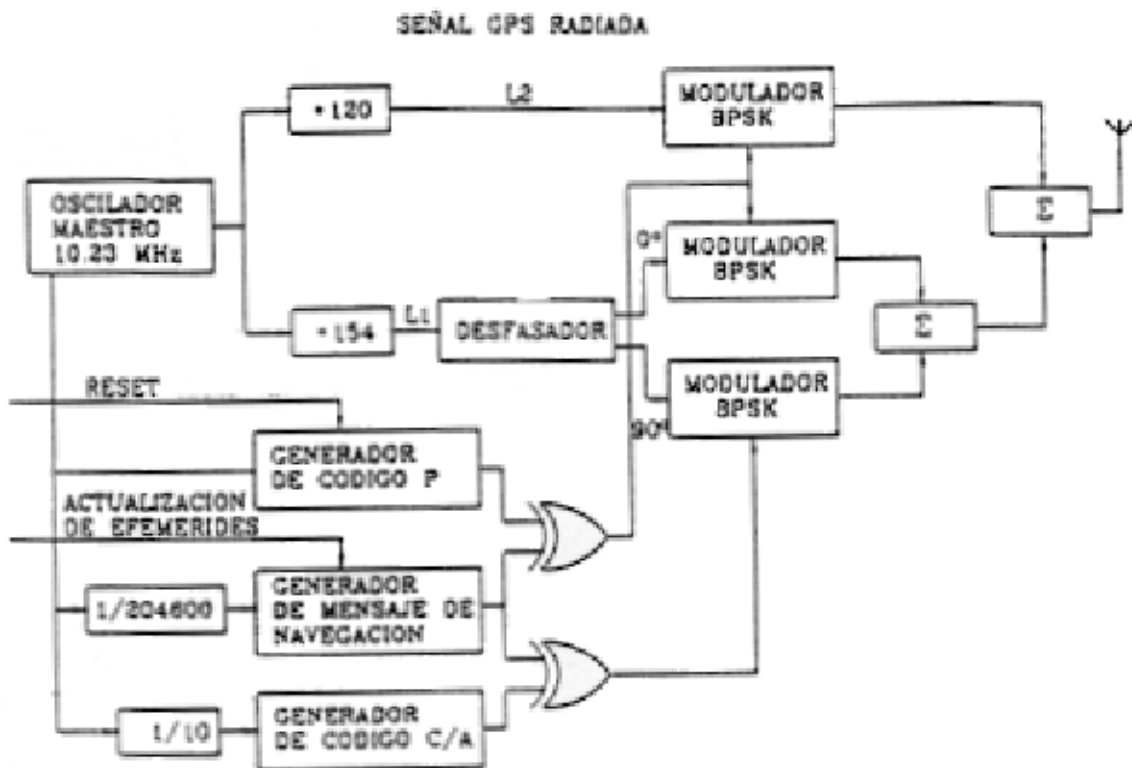 SEÑAL GPS RADIADA
*120
L2
MODULADOR
BPSK
OSCILADOR
MAESTRO
10.23 MHz
Σ
0º
MODULADOR
BPSK
*154
L1
DESFASADOR
Σ
MODULADOR
BPSK
90º
RESET
GENERADOR
DE CODIGO P
ACTUALIZACION
DE EFEMERIDES
1/204600
GENERADOR
DE MENSAJE DE
NAVEGACION
1/10
GENERADOR
DE CODIGO C/A